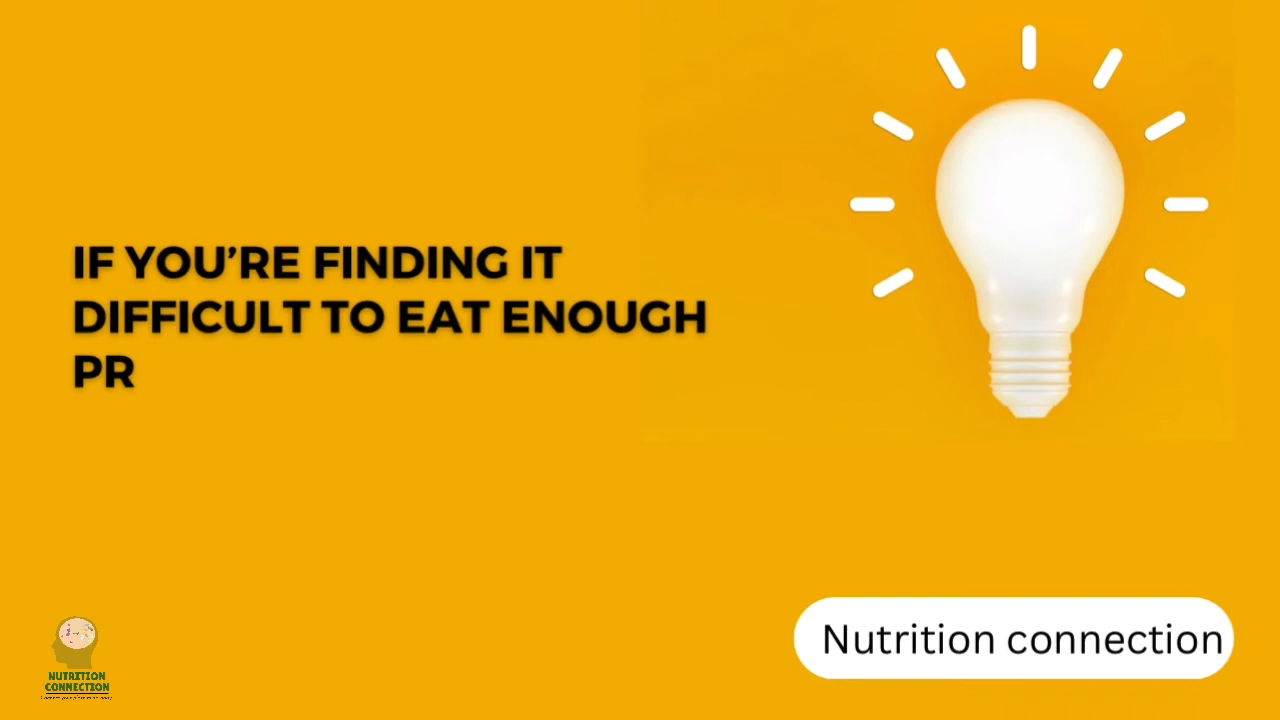 IF YOU’RE FINDING IT
DIFFICULT TO EAT ENOUGH
PR
Nutrition connection
NUTRITION
CONNECTION